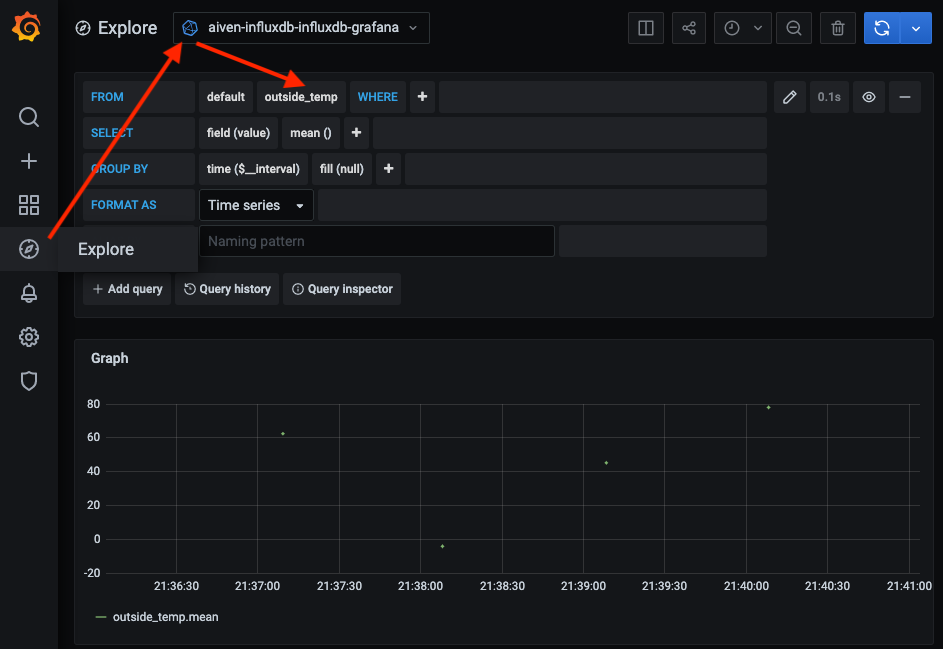 Explore aiven-influxdb-influxdb-grafana
FROM default outside_temp WHERE + 0.1s
SELECT field (value) mean () +
GROUP BY time ($__interval) fill (null) +
FORMAT AS Time series
Naming pattern
Explore
+ Add query Query history Query inspector
Graph
80
60
40
20
0
-20
21:36:30 21:37:00 21:37:30 21:38:00 21:38:30 21:39:00 21:39:30 21:40:00 21:40:30 21:41:00
outside_temp.mean